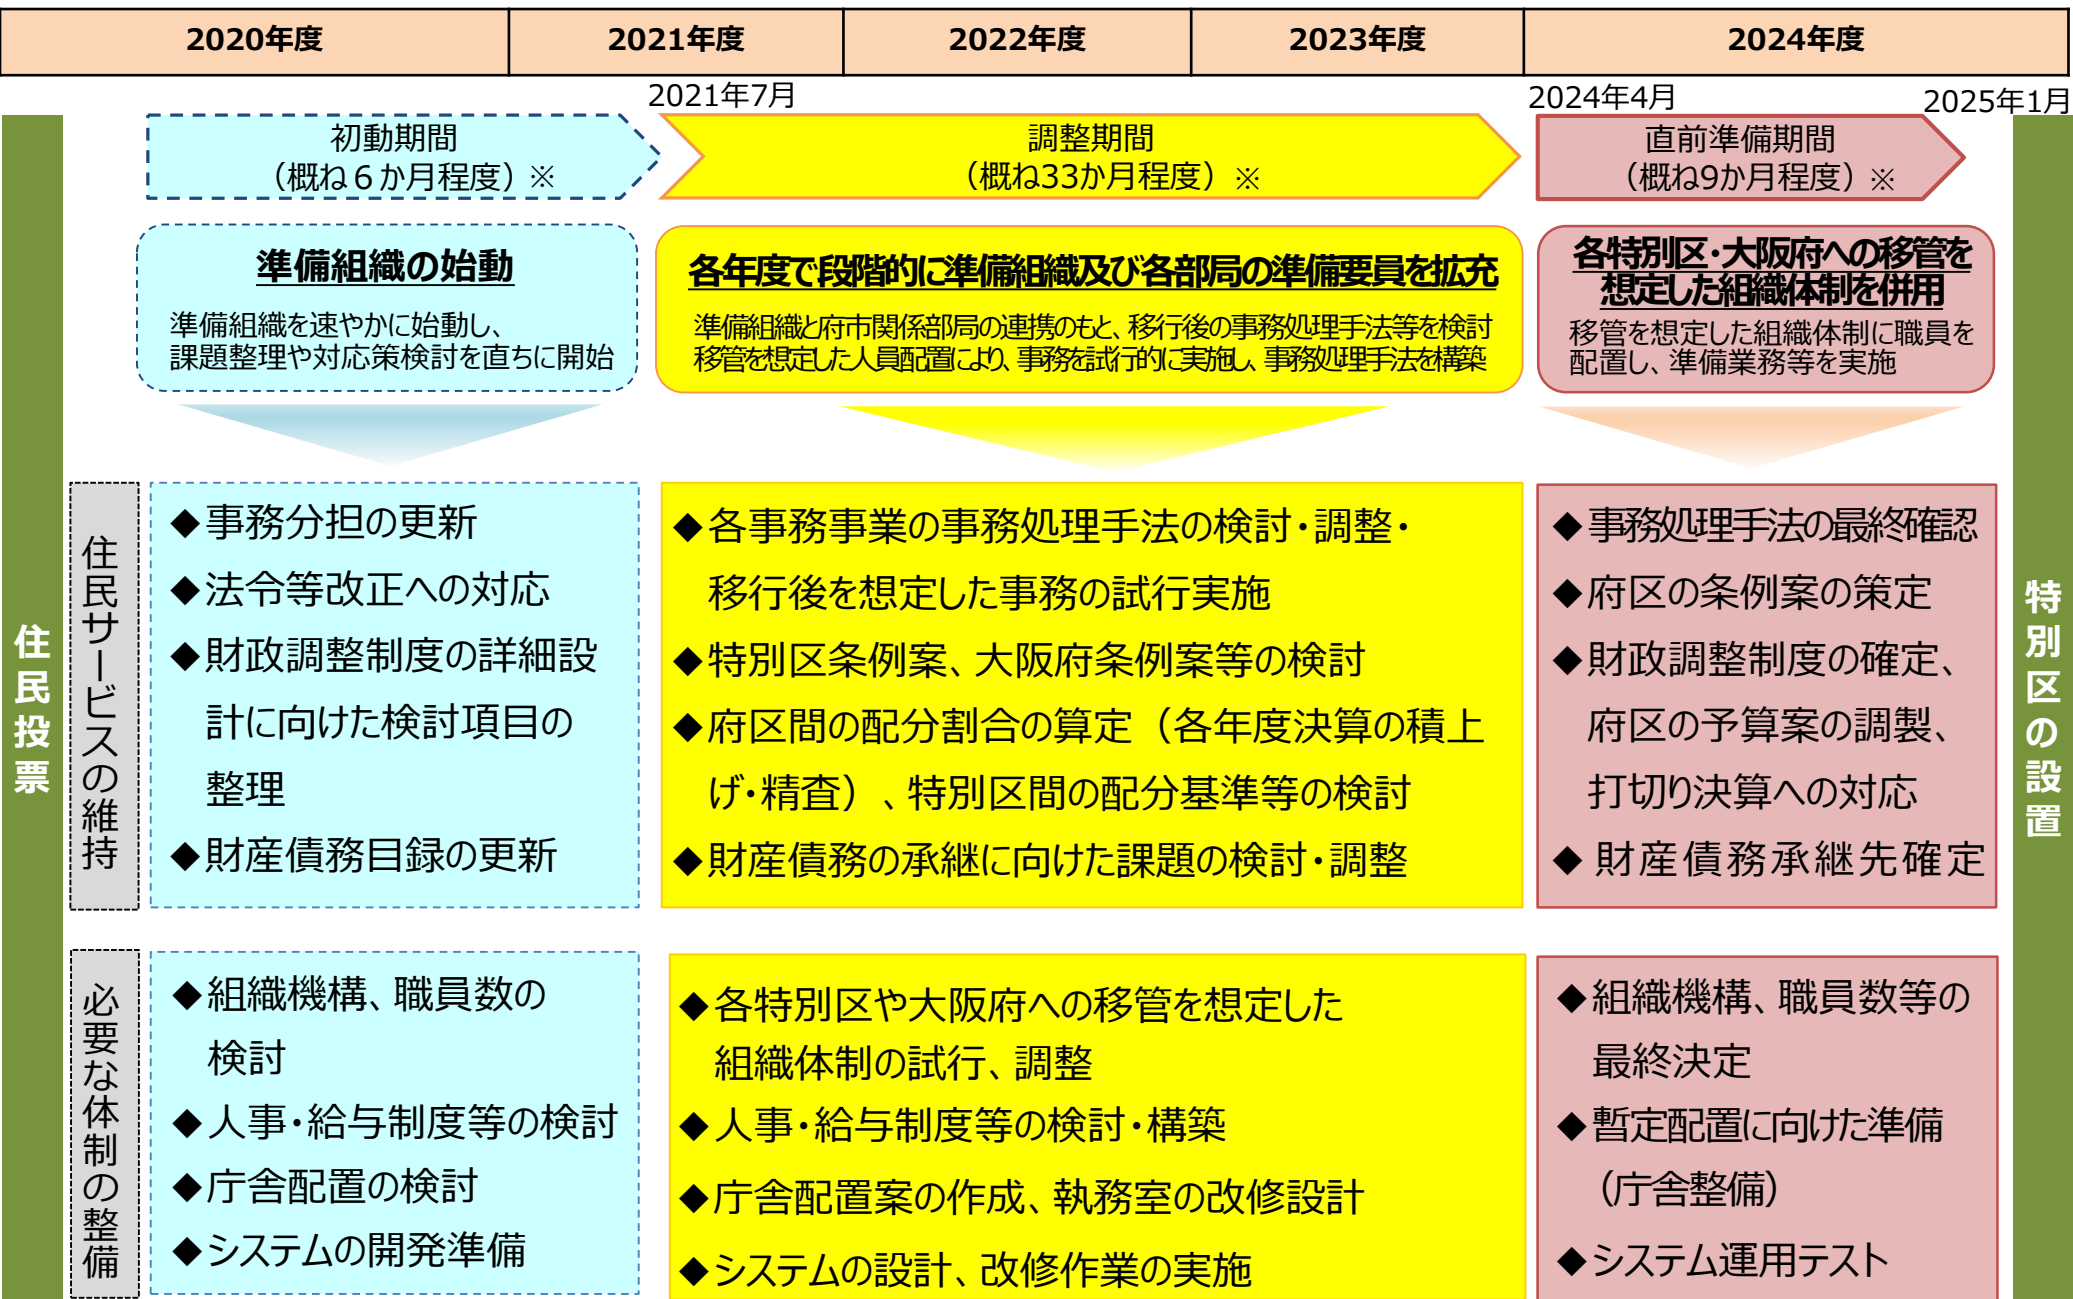 2020年度
2021年度
2022年度
2023年度
2024年度
2021年7月
2024年4月
2025年1月
初動期間
（概ね６か月程度）※
調整期間
（概ね33か月程度）※
直前準備期間
（概ね9か月程度）※
準備組織の始動
準備組織を速やかに始動し、
課題整理や対応策検討を直ちに開始
各年度で段階的に準備組織及び各部局の準備要員を拡充
準備組織と府市関係部局の連携のもと、移行後の事務処理手法等を検討
移管を想定した人員配置により、事務を試行的に実施し、事務処理手法を構築
各特別区・大阪府への移管を
想定した組織体制を併用
移管を想定した組織体制に職員を
配置し、準備業務等を実施
住民投票
住民サービスの維持
◆事務分担の更新
◆法令等改正への対応
◆財政調整制度の詳細設
計に向けた検討項目の
整理
◆財産債務目録の更新
◆各事務事業の事務処理手法の検討・調整・
移行後を想定した事務の試行実施
◆特別区条例案、大阪府条例案等の検討
◆府区間の配分割合の算定（各年度決算の積上
げ・精査）、特別区間の配分基準等の検討
◆財産債務の承継に向けた課題の検討・調整
◆事務処理手法の最終確認
◆府区の条例案の策定
◆財政調整制度の確定、
府区の予算案の調製、
打切り決算への対応
◆財産債務承継先確定
特別区の設置
必要な体制の整備
◆組織機構、職員数の
検討
◆人事・給与制度等の検討
◆庁舎配置の検討
◆システムの開発準備
◆各特別区や大阪府への移管を想定した
組織体制の試行、調整
◆人事・給与制度等の検討・構築
◆庁舎配置案の作成、執務室の改修設計
◆システムの設計、改修作業の実施
◆組織機構、職員数等の
最終決定
◆暫定配置に向けた準備
（庁舎整備）
◆システム運用テスト